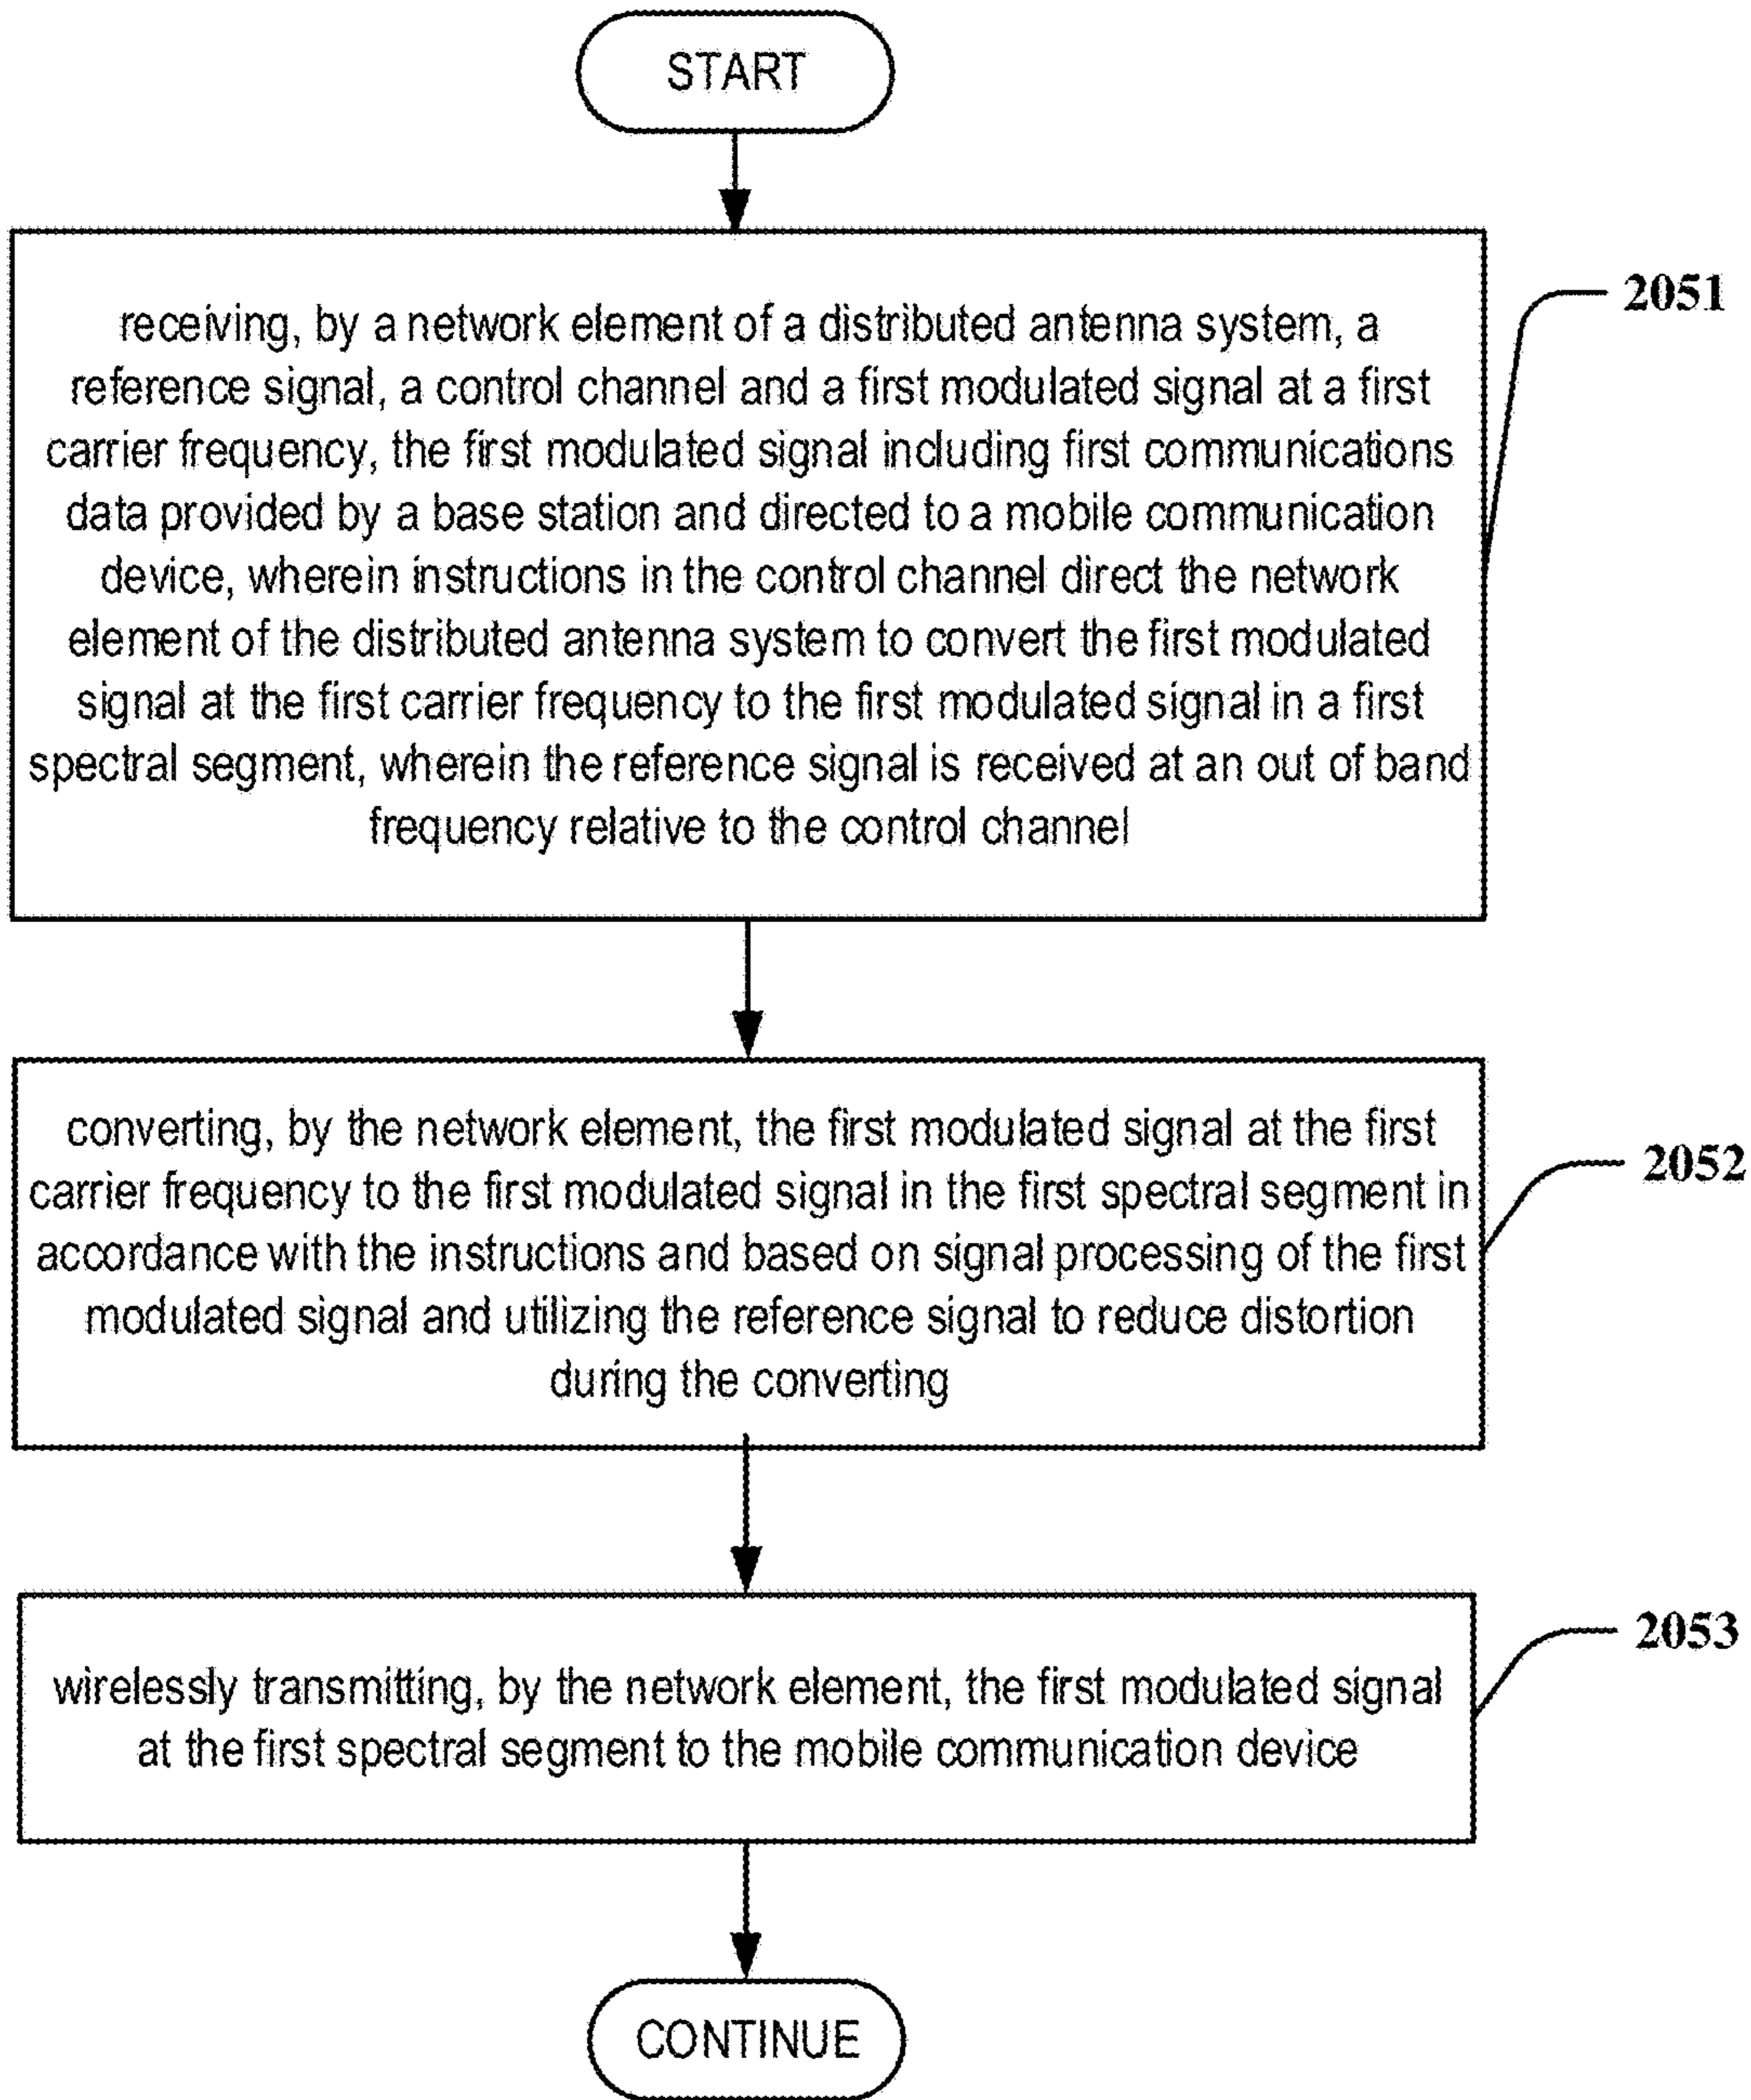 START
receiving, by a network element of a distributed antenna system, a
reference signal, a control channel and a first modulated signal at a first
carrier frequency, the first modulated signal including first communications
data provided by a base station and directed to a mobile communication
device, wherein instructions in the control channel direct the network
element of the distributed antenna system to convert the first modulated
signal at the first carrier frequency to the first modulated signal in a first
spectral segment, wherein the reference signal is received at an out of band
frequency relative to the control channel
2051
converting, by the network element, the first modulated signal at the first
carrier frequency to the first modulated signal in the first spectral segment in
accordance with the instructions and based on signal processing of the first
modulated signal and utilizing the reference signal to reduce distortion
during the converting
2052
wirelessly transmitting, by the network element, the first modulated signal
at the first spectral segment to the mobile communication device
2053
CONTINUE